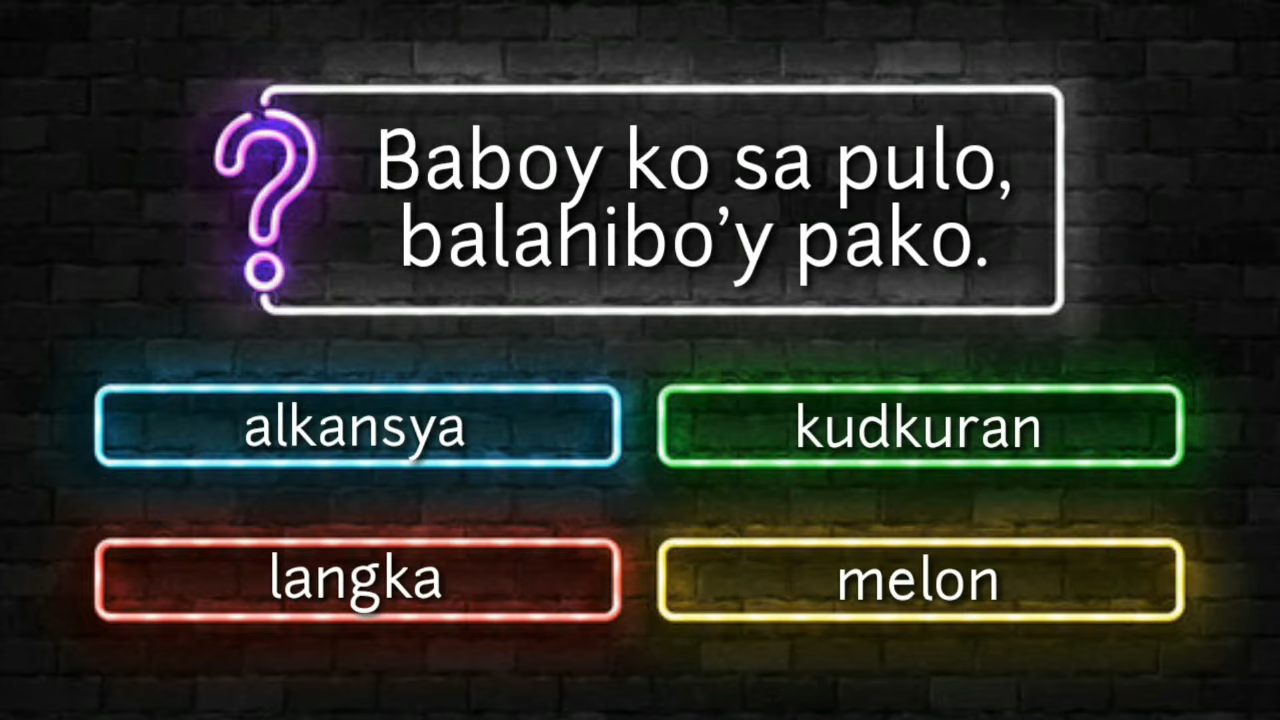 Baboy ko sa pulo,
balahibo’y pako.
alkansya
kudkuran
langka
melon